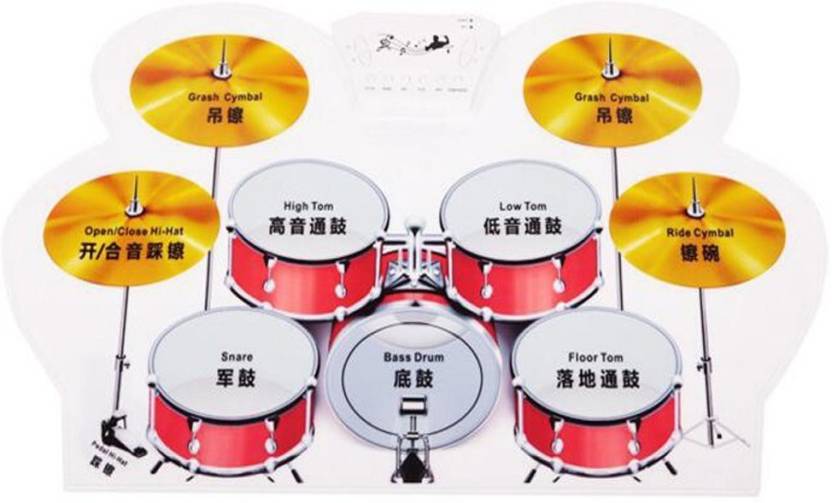 Grash Cymbal
吊镲
Grash Cymbal
吊镲
High Tom
高音通鼓
Low Tom
低音通鼓
Open/Close Hi-Hat
开/合音踩镲
Ride Cymbal
镲碗
Snare
军鼓
Bass Drum
底鼓
Floor Tom
落地通鼓
Pedal Hi-Hat
踩镲